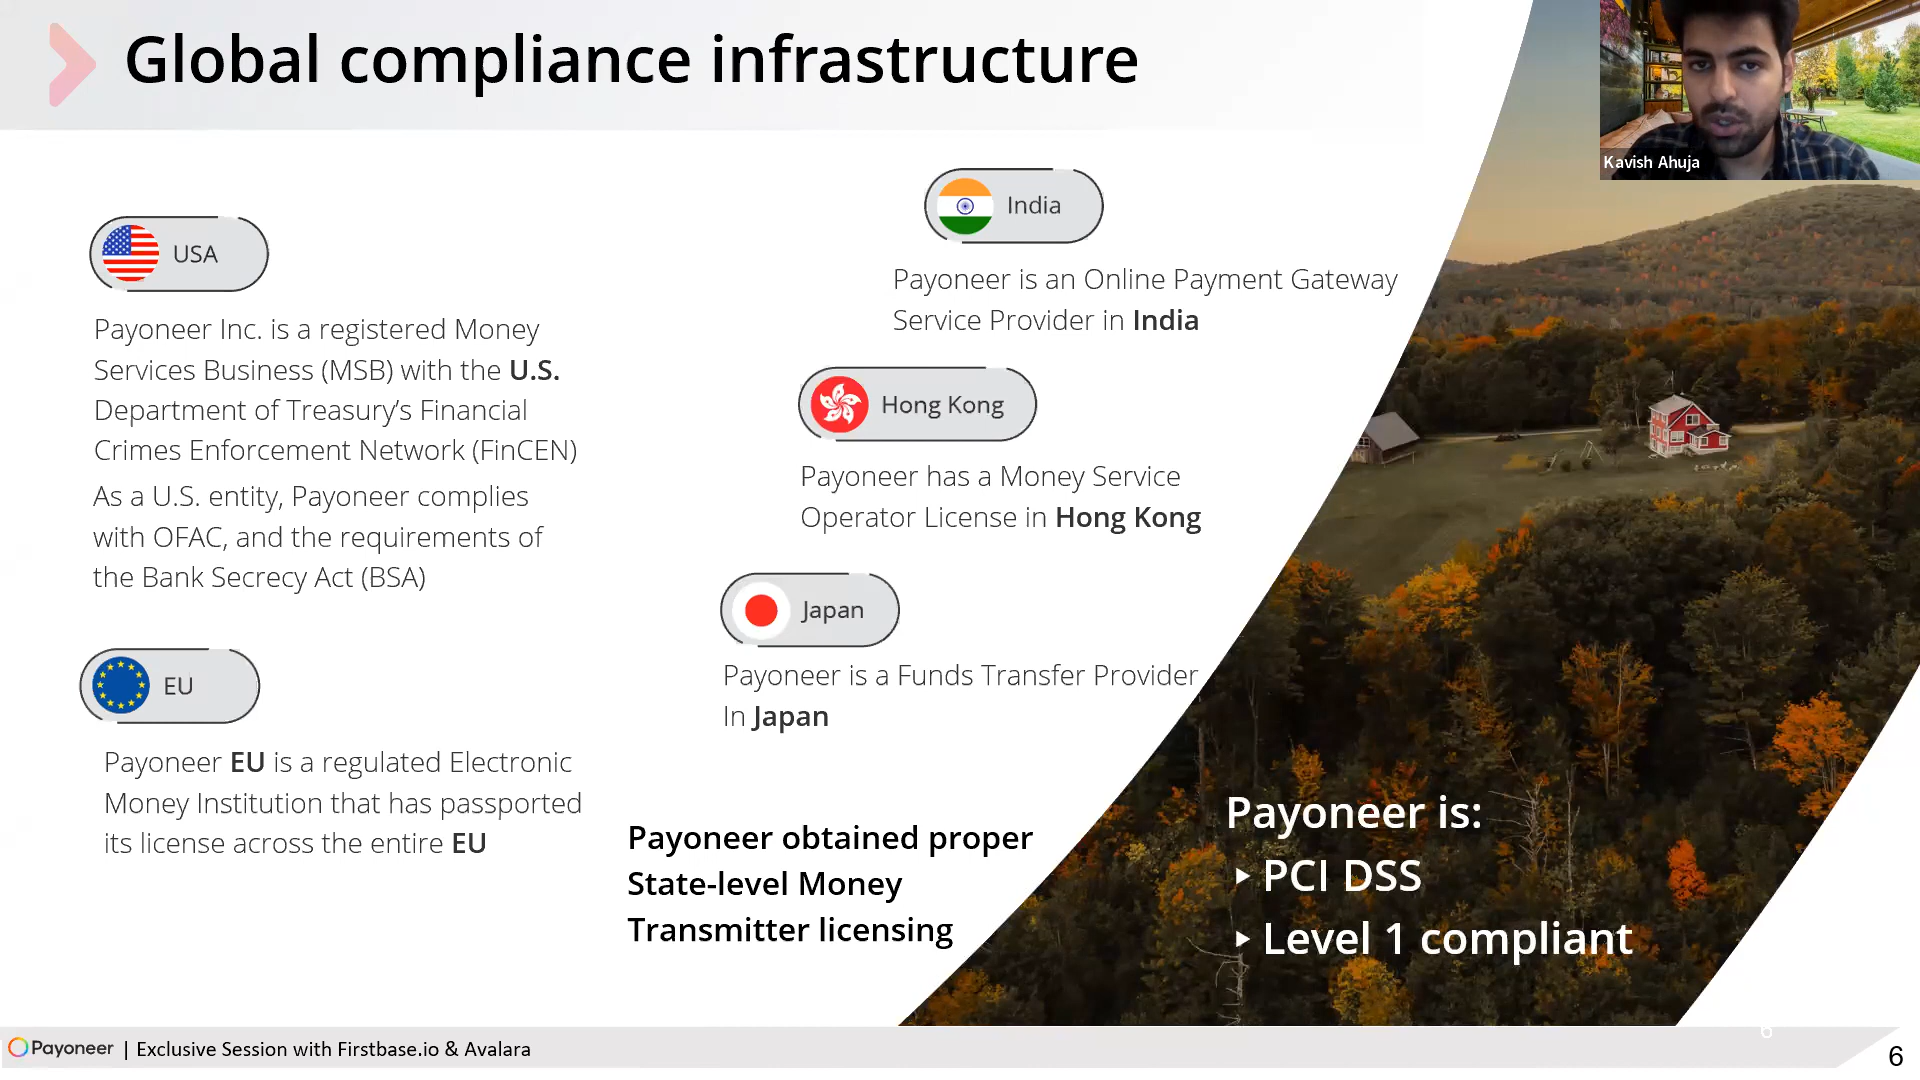 Global compliance infrastructure
Kavish Ahuja
USA
Payoneer Inc. is a registered Money
Services Business (MSB) with the U.S.
Department of Treasury’s Financial
Crimes Enforcement Network (FinCEN)
As a U.S. entity, Payoneer complies
with OFAC, and the requirements of
the Bank Secrecy Act (BSA)
EU
Payoneer EU is a regulated Electronic
Money Institution that has passported
its license across the entire EU
India
Payoneer is an Online Payment Gateway
Service Provider in India
Hong Kong
Payoneer has a Money Service
Operator License in Hong Kong
Japan
Payoneer is a Funds Transfer Provider
In Japan
Payoneer obtained proper
State-level Money
Transmitter licensing
Payoneer is:
‣ PCI DSS
‣ Level 1 compliant
Payoneer | Exclusive Session with Firstbase.io & Avalara
6
6